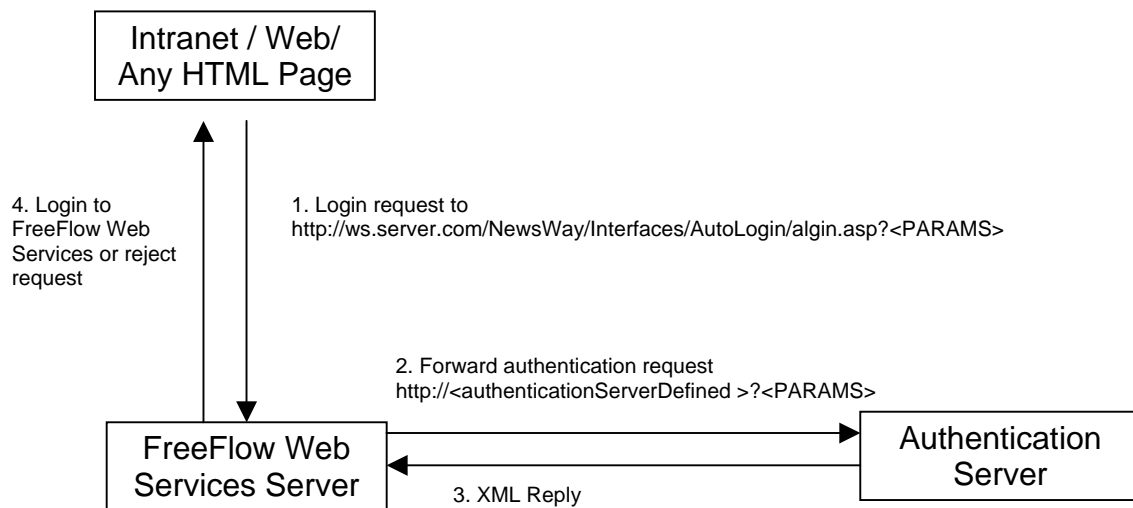 Intranet / Web/
Any HTML Page
4. Login to
FreeFlow Web
Services or reject
request
1. Login request to
http://ws.server.com/NewsWay/Interfaces/AutoLogin/algin.asp?<PARAMS>
2. Forward authentication request
http://<authenticationServerDefined >?<PARAMS>
FreeFlow Web
Services Server
Authentication
Server
3. XML Reply